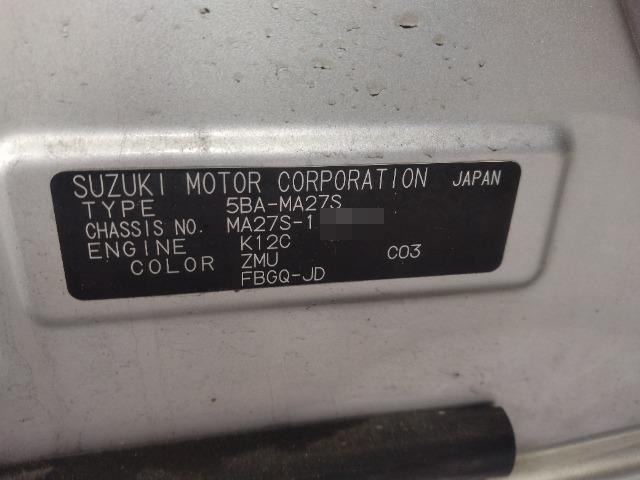 SUZUKI MOTOR CORPORATION JAPAN
TYPE 5BA-MA27S
CHASSIS NO. MA27S-1
ENGINE K12C
COLOR ZMU C03
FBGQ-JD